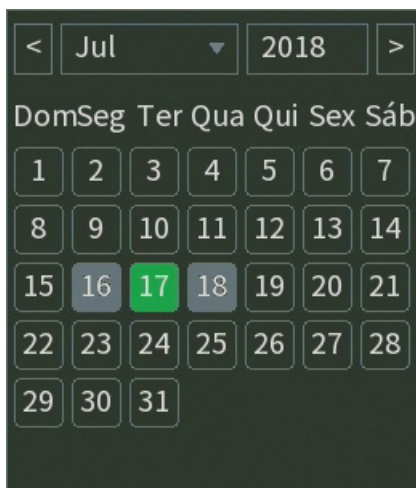 < Jul 2018 >
Dom Seg Ter Qua Qui Sex Sáb
1 2 3 4 5 6 7
8 9 10 11 12 13 14
15 16 17 18 19 20 21
22 23 24 25 26 27 28
29 30 31